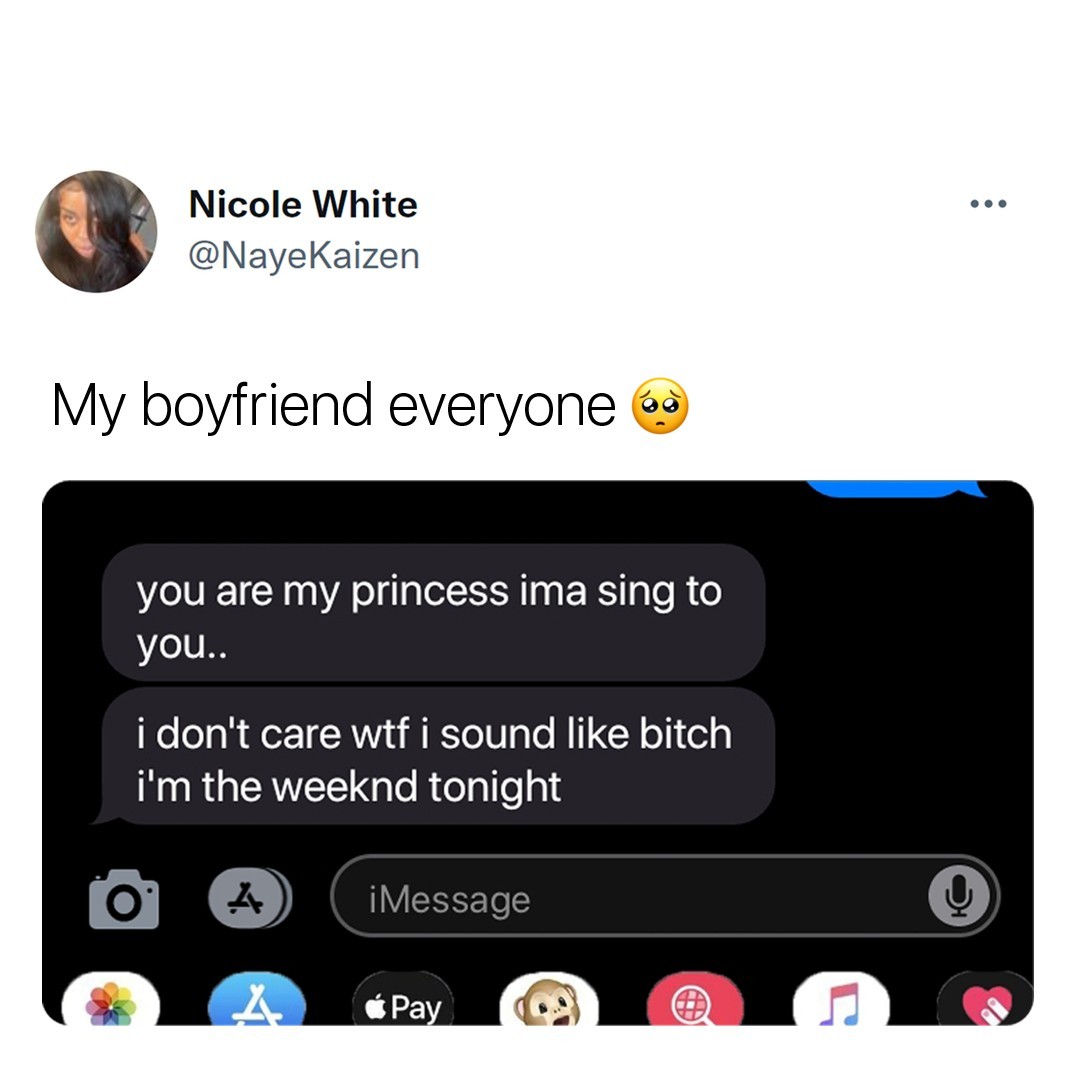 Nicole White
@NayeKaizen
My boyfriend everyone 🥺
you are my princess ima sing to
you..
i don't care wtf i sound like bitch
i'm the weeknd tonight
iMessage
Pay